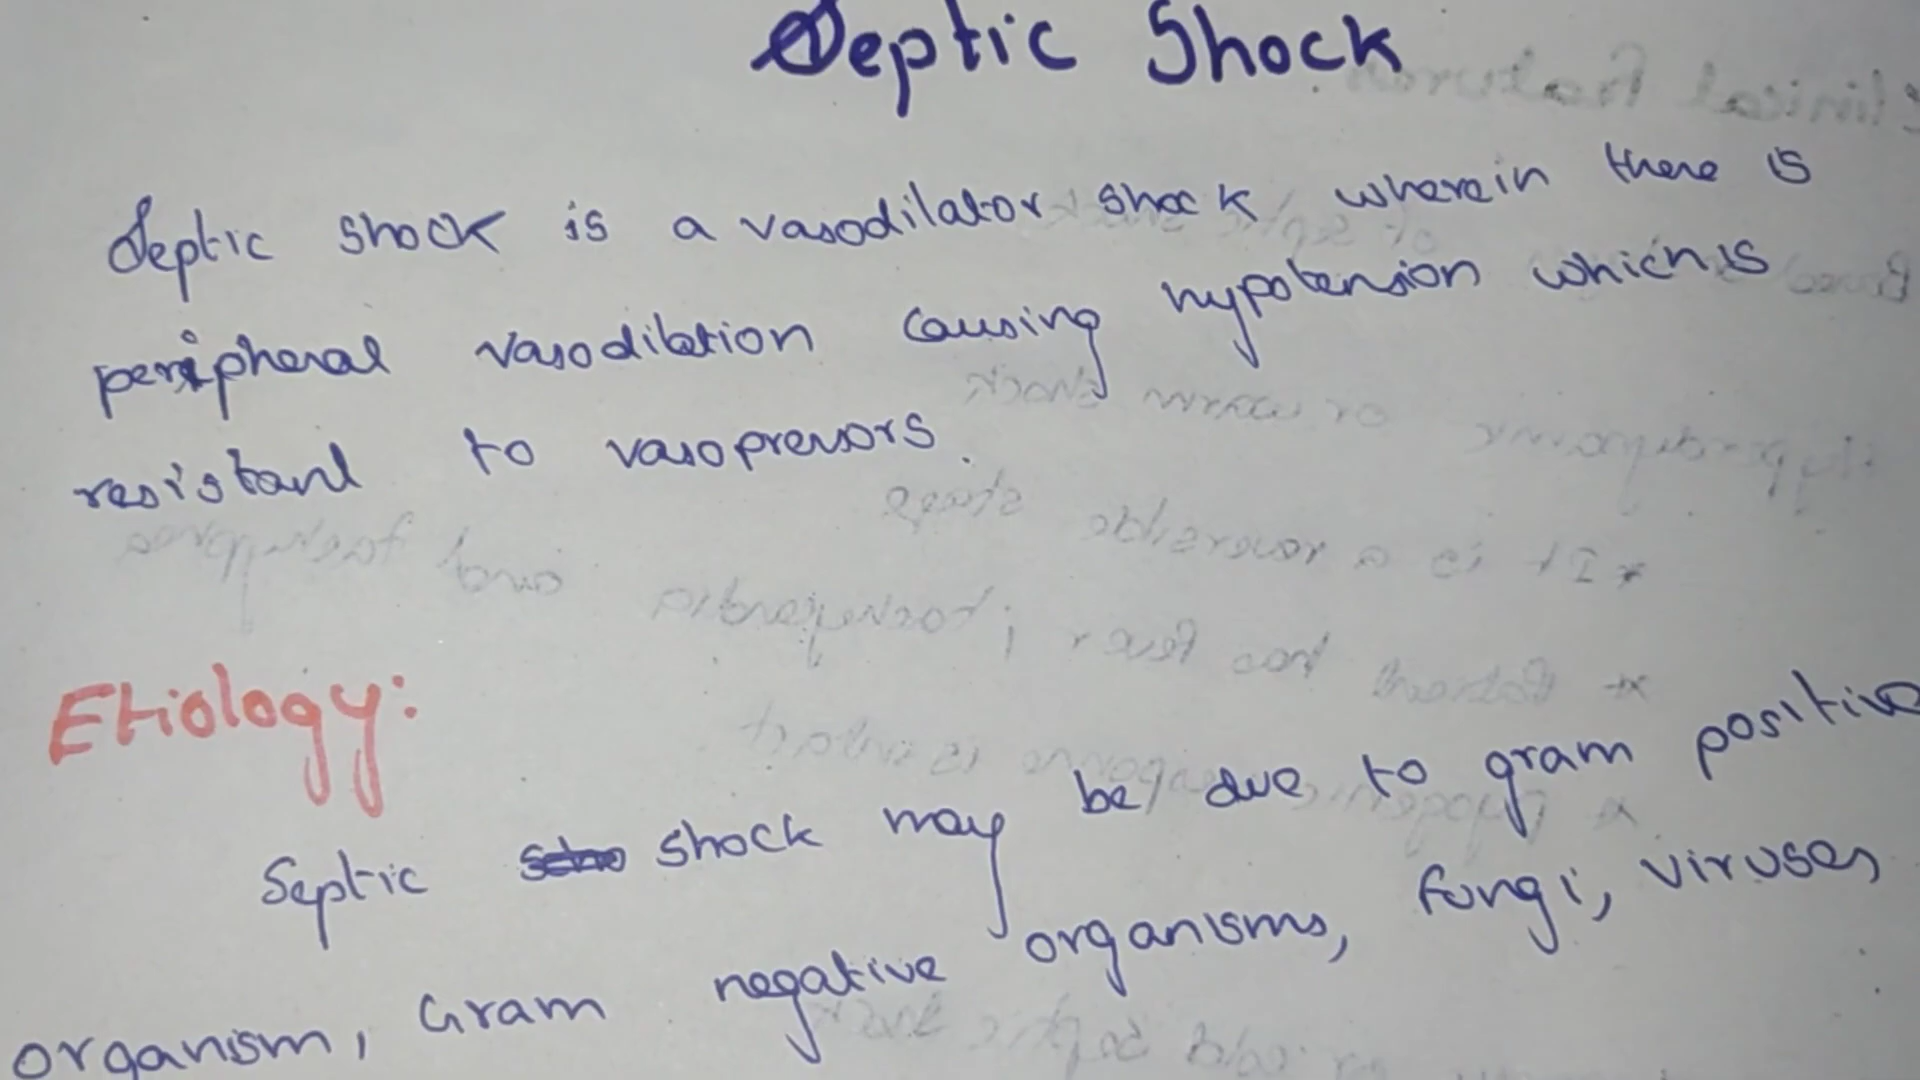 Septic Shock
Septic shock is a vasodilator shock wherein there is
peripheral vasodilation causing hypotension which is
resistant to vasopressors.
Etiology:
Septic shock may be due to gram positive
organism, Gram negative organisms, fungi, viruses